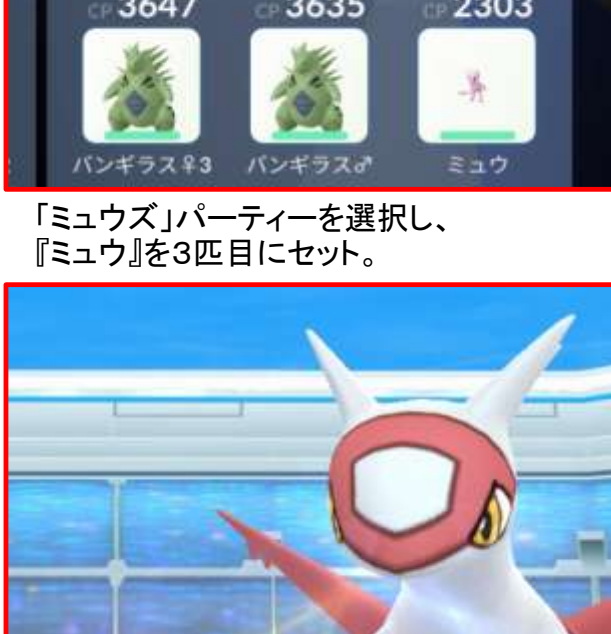 CP 3647 CP 3635 CP 2303
バンギラス♀3 バンギラス♂ ミュウ
「ミュウズ」パーティーを選択し、
『ミュウ』を3匹目にセット。